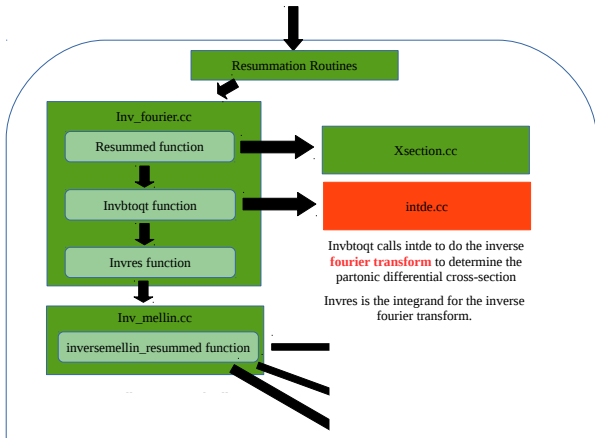 Resummation Routines
Inv_fourier.cc
Resummed function
Xsection.cc
Invbtoqt function
intde.cc
Invres function
Invbtoqt calls intde to do the inverse
fourier transform to determine the
partonic differential cross-section
Invres is the integrand for the inverse
fourier transform.
Inv_mellin.cc
inversemellin_resummed function